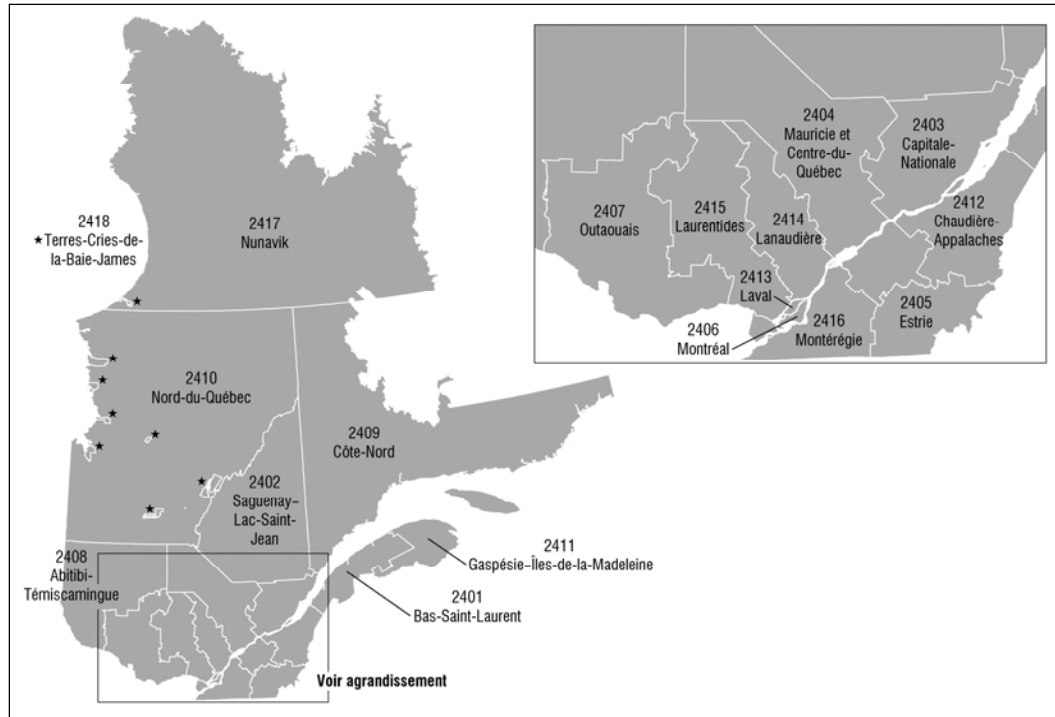 2418
★Terres-Cries-de-
la-Baie-James
2417
Nunavik
2410
Nord-du-Québec
2409
Côte-Nord
2402
Saguenay–
Lac-Saint-
Jean
2408
Abitibi-
Témiscamingue
2411
Gaspésie–Îles-de-la-Madeleine
2401
Bas-Saint-Laurent
Voir agrandissement
2404
Mauricie et
Centre-du-
Québec
2403
Capitale-
Nationale
2407
Outaouais
2415
Laurentides
2414
Lanaudière
2412
Chaudière-
Appalaches
2413
Laval
2406
Montréal
2416
Montérégie
2405
Estrie